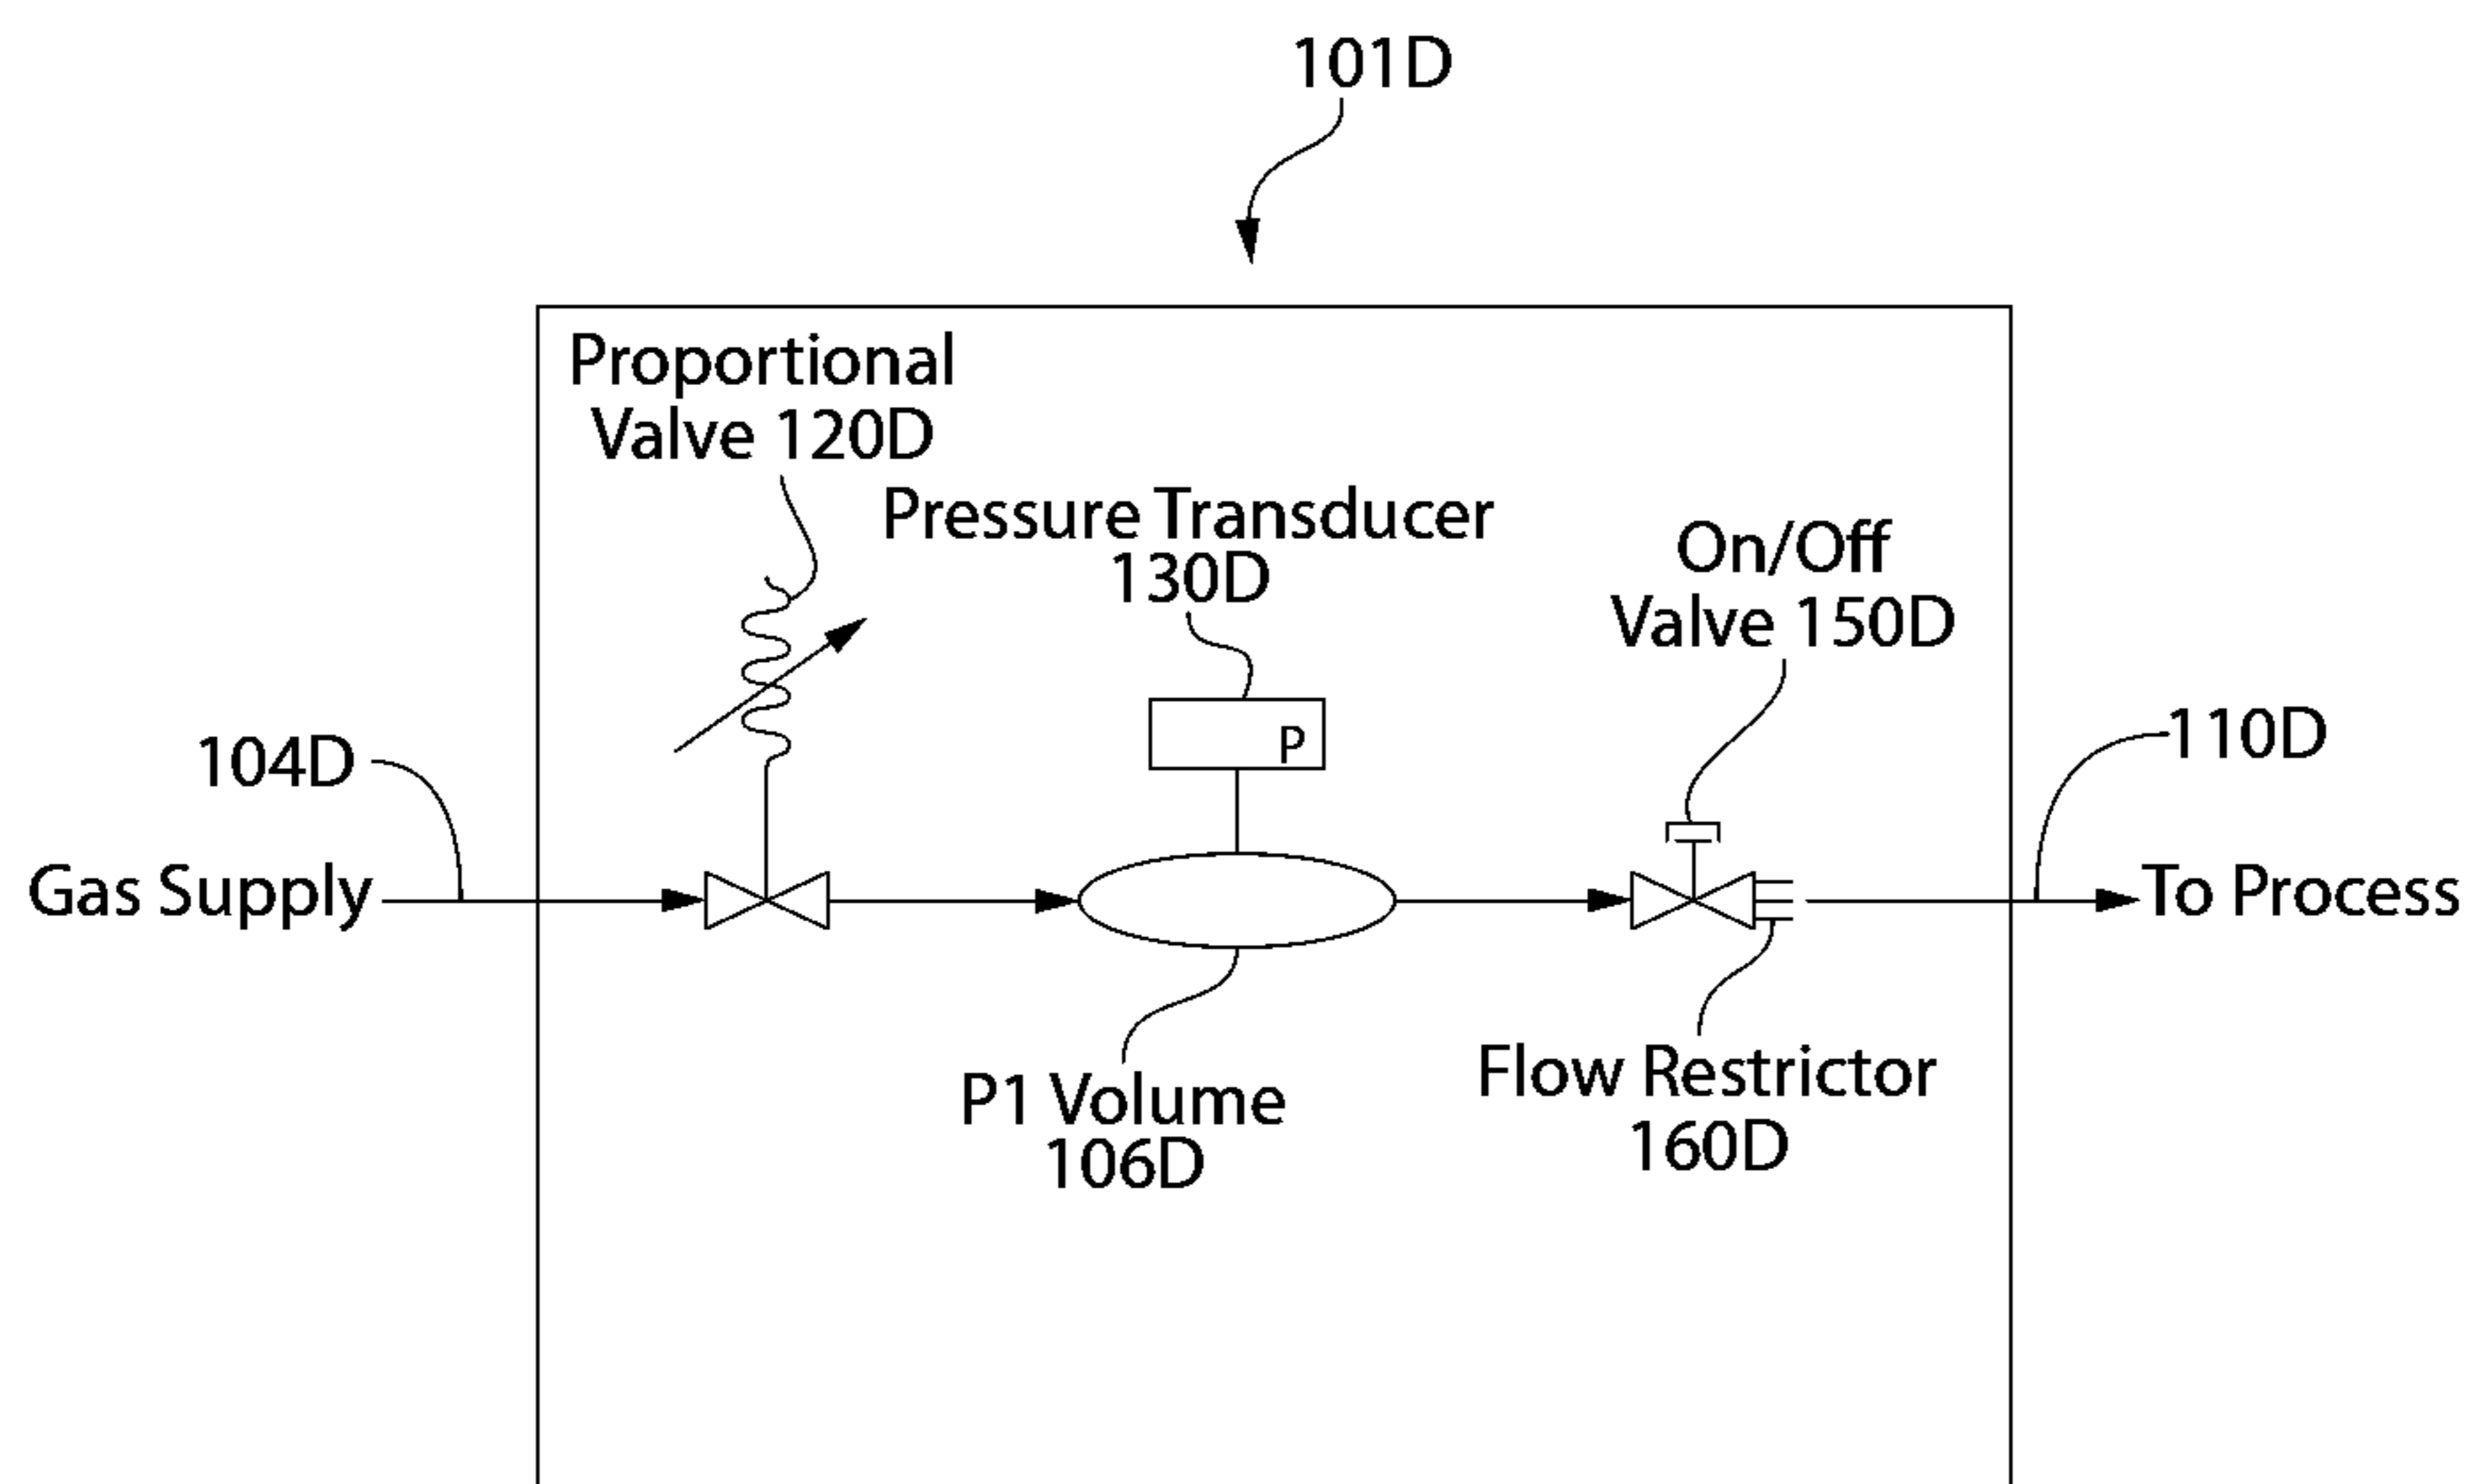 101D
Proportional
Valve 120D
Pressure Transducer
130D
On/Off
Valve 150D
P
104D
110D
Gas Supply
To Process
P1 Volume
106D
Flow Restrictor
160D